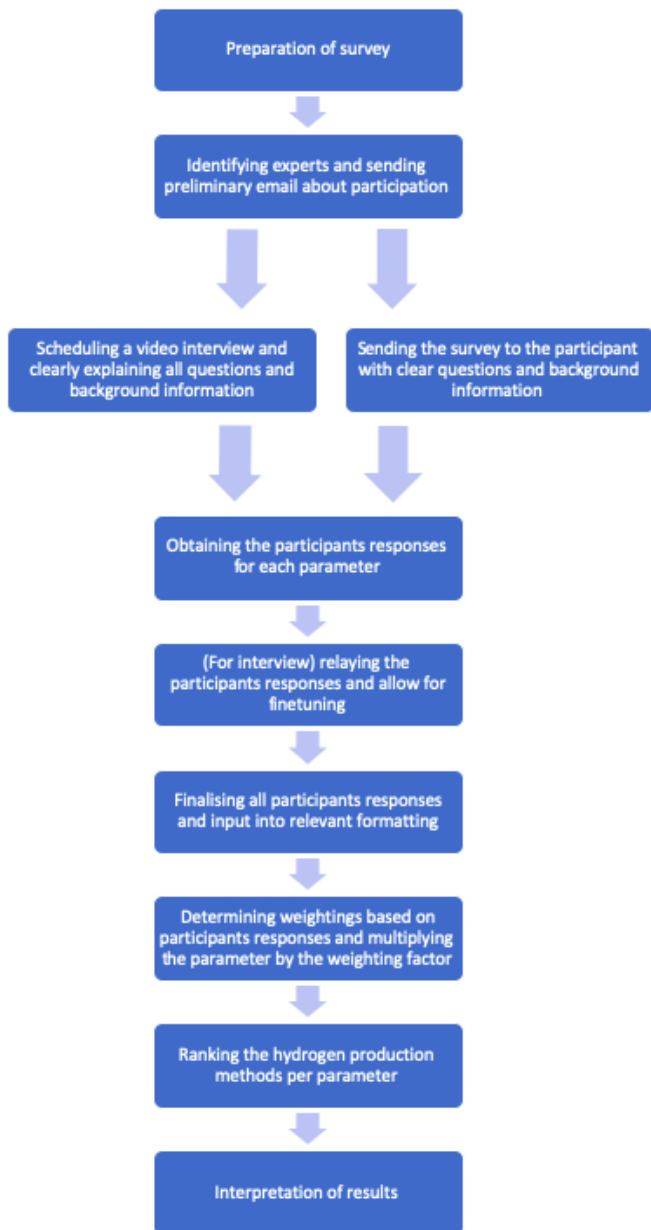 Preparation of survey
Identifying experts and sending
preliminary email about participation
Scheduling a video interview and
clearly explaining all questions and
background information
Sending the survey to the participant
with clear questions and background
information
Obtaining the participants responses
for each parameter
(For interview) relaying the
participants responses and allow for
finetuning
Finalising all participants responses
and input into relevant formatting
Determining weightings based on
participants responses and multiplying
the parameter by the weighting factor
Ranking the hydrogen production
methods per parameter
Interpretation of results